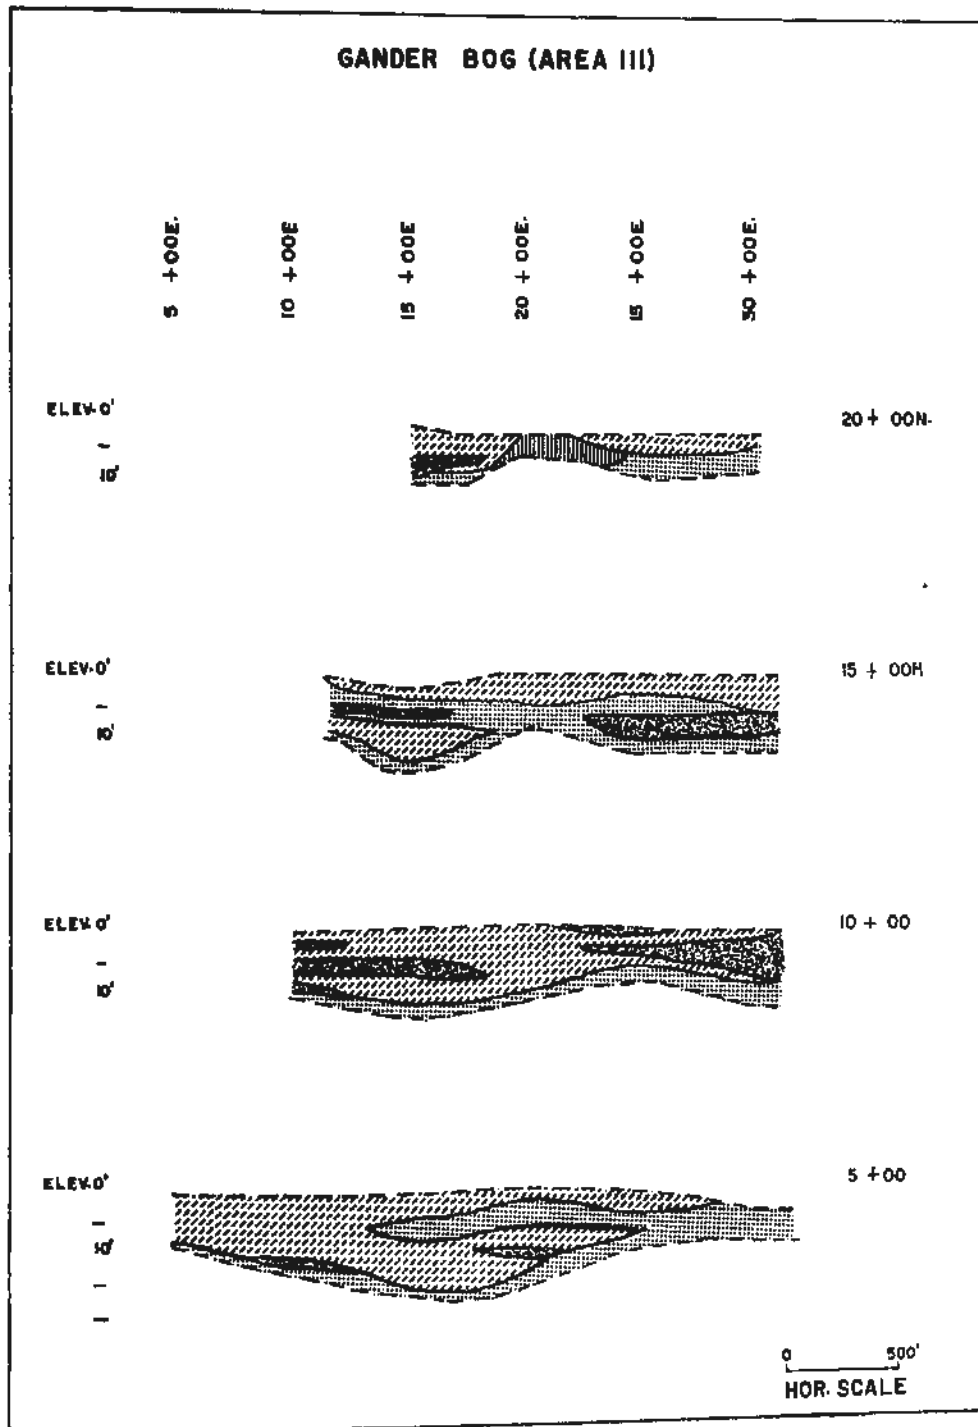 GANDER BOG (AREA III)
5 +00E.
10 +00E
15 +00E
20 +00E.
15 +00E
30 +00E.
ELEV-0'
-
10'
20+ 00N.
ELEV-0'
-
10'
15+ 00N
ELEV-0'
-
10'
10+ 00
ELEV-0'
-
10'
-
-
5 +00
0 500'
HOR. SCALE